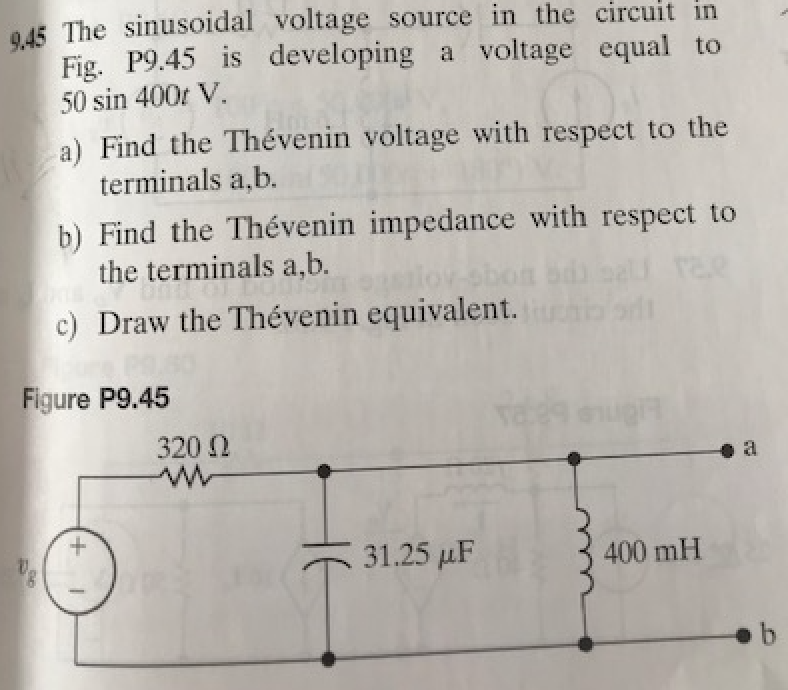 9.45 The sinusoidal voltage source in the circuit in
Fig. P9.45 is developing a voltage equal to
50 sin 400t V.
a) Find the Thévenin voltage with respect to the
terminals a,b.
b) Find the Thévenin impedance with respect to
the terminals a,b.
c) Draw the Thévenin equivalent.
Figure P9.45
320 Ω
a
vg
+
−
31.25 μF
400 mH
b